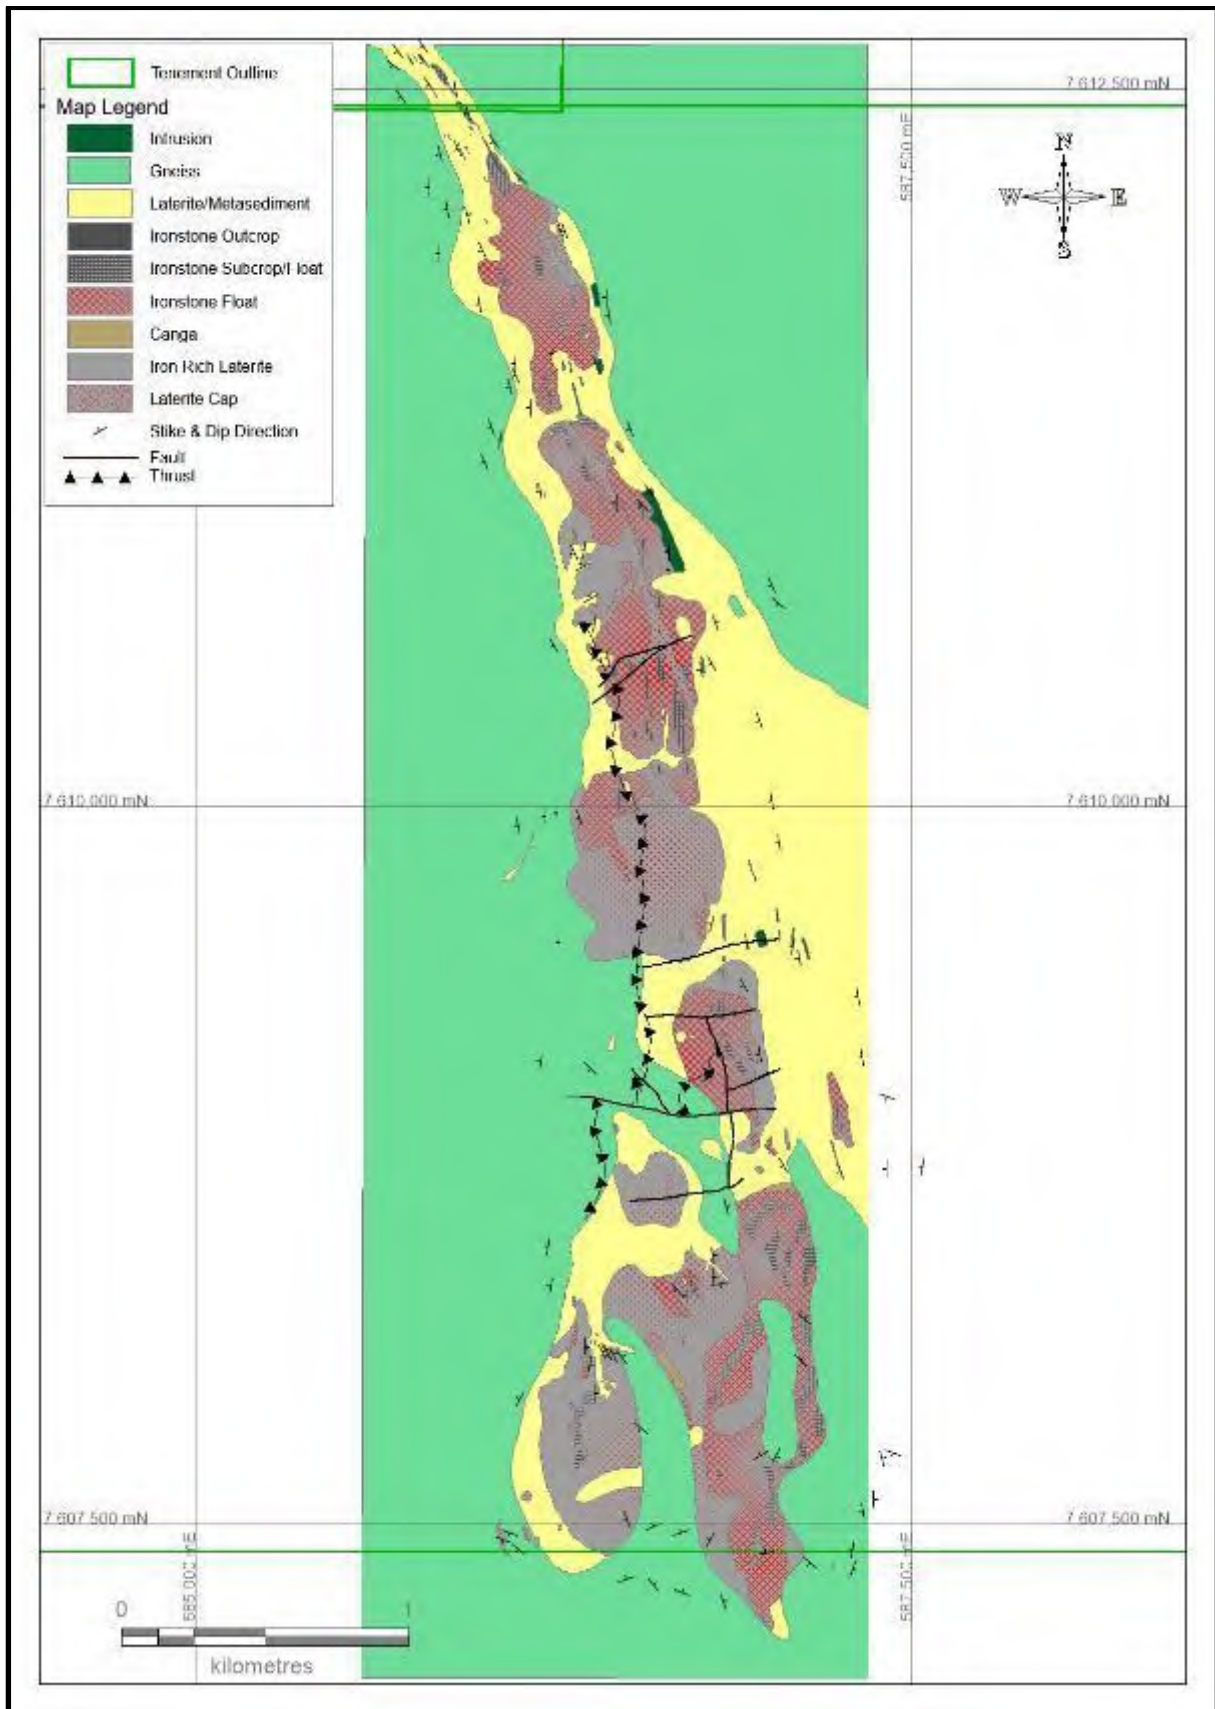 Tenement Outline
Map Legend
Intrusion
Gneiss
Laterite/Metasediment
Ironstone Outcrop
Ironstone Subcrop/Float
Ironstone Float
Canga
Iron Rich Laterite
Laterite Cap
Stike & Dip Direction
Fault
Thrust
7 612,500 mN
587,500 mE
N
W E
S
7 610,000 mN
7 610,000 mN
7 607,500 mN
7 607,500 mN
585,000 mE
587,500 mE
0 1
kilometres